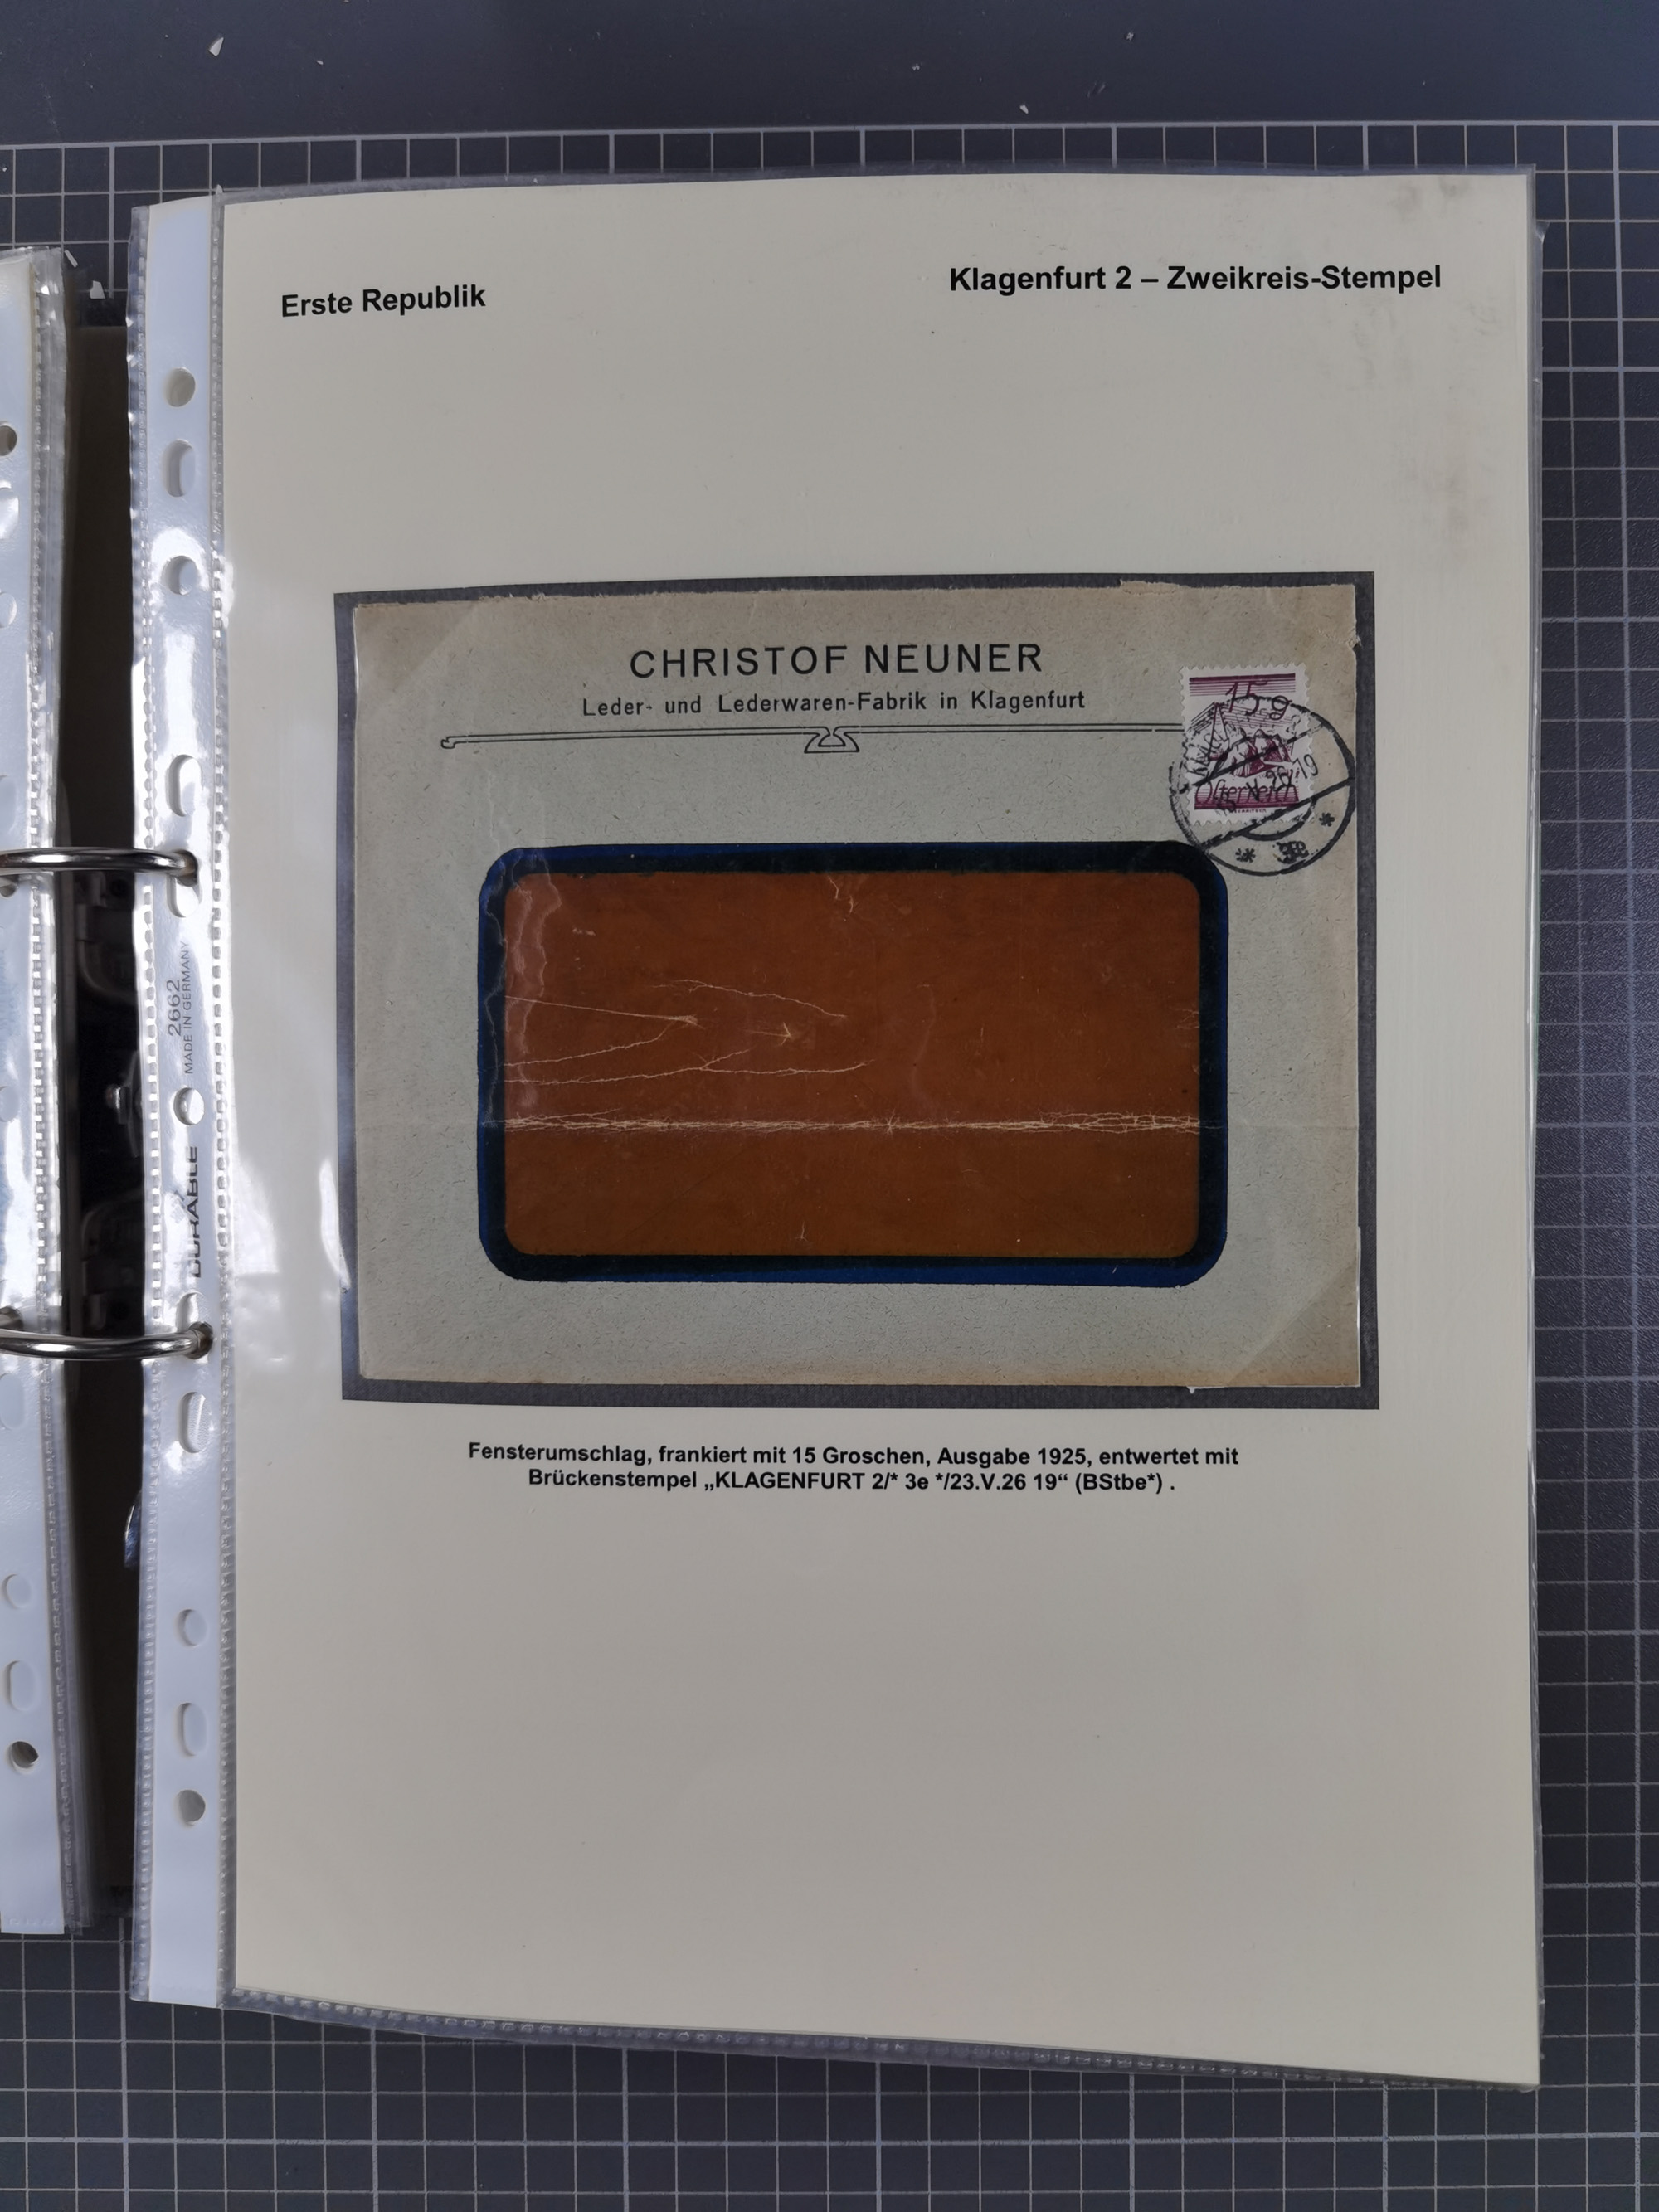 Erste Republik
Klagenfurt 2 – Zweikreis-Stempel
CHRISTOF NEUNER
Leder- und Lederwaren-Fabrik in Klagenfurt
15 g
Österreich
Fensterumschlag, frankiert mit 15 Groschen, Ausgabe 1925, entwertet mit
Brückenstempel „KLAGENFURT 2/* 3e */23.V.26 19“ (BStbe*) .
2662
MADE IN GERMANY
DURABLE